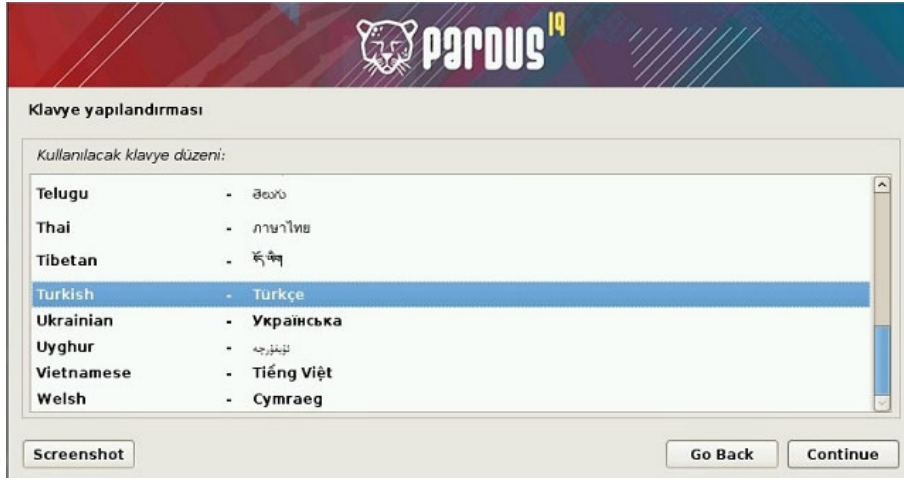 PARDUS 19
Klavye yapılandırması
Kullanılacak klavye düzeni:
Telugu - తెలుగు
Thai - ภาษาไทย
Tibetan - རྫོང་ཡིག
Turkish - Türkçe
Ukrainian - Українська
Uyghur - ئۇيغۇرچە
Vietnamese - Tiếng Việt
Welsh - Cymraeg
Screenshot Go Back Continue